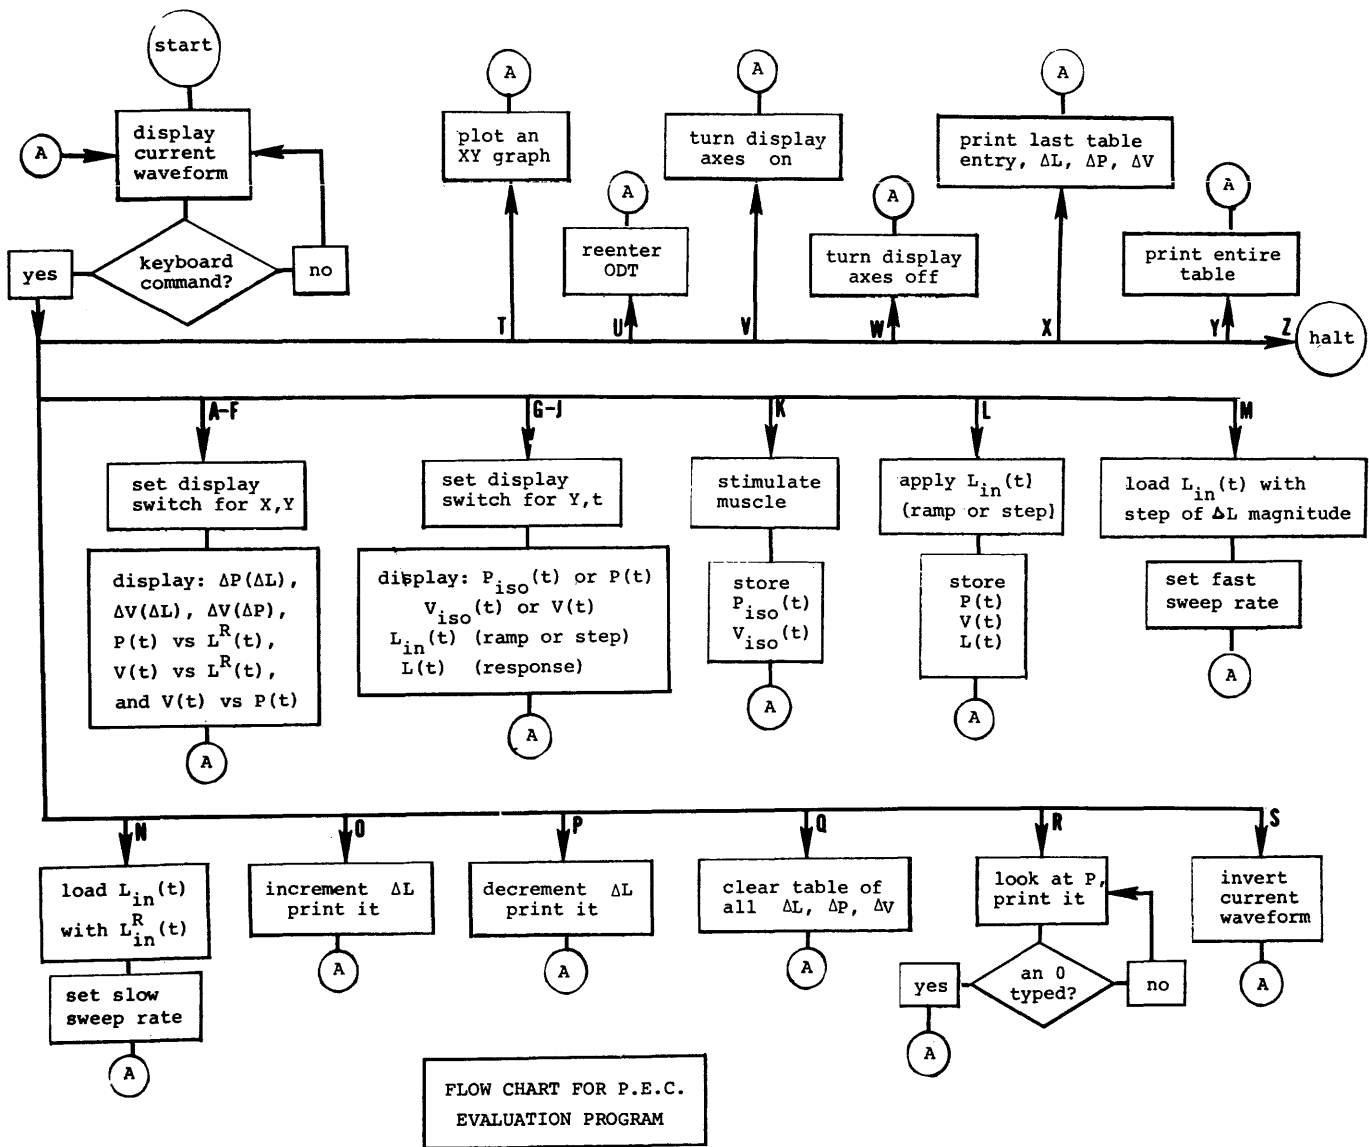 start
A
display
current
waveform
yes
keyboard
command?
no
A
plot an
XY graph
T
A
reenter
ODT
U
A
turn display
axes on
V
A
turn display
axes off
W
A
print last table
entry, ΔL, ΔP, ΔV
X
A
print entire
table
Y
Z
halt
A-F
set display
switch for X,Y
display: ΔP(ΔL),
ΔV(ΔL), ΔV(ΔP),
P(t) vs L^R(t),
V(t) vs L^R(t),
and V(t) vs P(t)
A
G-J
set display
switch for Y,t
display: P_iso(t) or P(t)
V_iso(t) or V(t)
L_in(t) (ramp or step)
L(t) (response)
A
K
stimulate
muscle
store
P_iso(t)
V_iso(t)
A
L
apply L_in(t)
(ramp or step)
store
P(t)
V(t)
L(t)
A
M
load L_in(t) with
step of ΔL magnitude
set fast
sweep rate
A
N
load L_in(t)
with L_in^R(t)
set slow
sweep rate
A
O
increment ΔL
print it
A
P
decrement ΔL
print it
A
Q
clear table of
all ΔL, ΔP, ΔV
A
R
look at P,
print it
yes
an O
typed?
no
A
S
invert
current
waveform
A
FLOW CHART FOR P.E.C.
EVALUATION PROGRAM